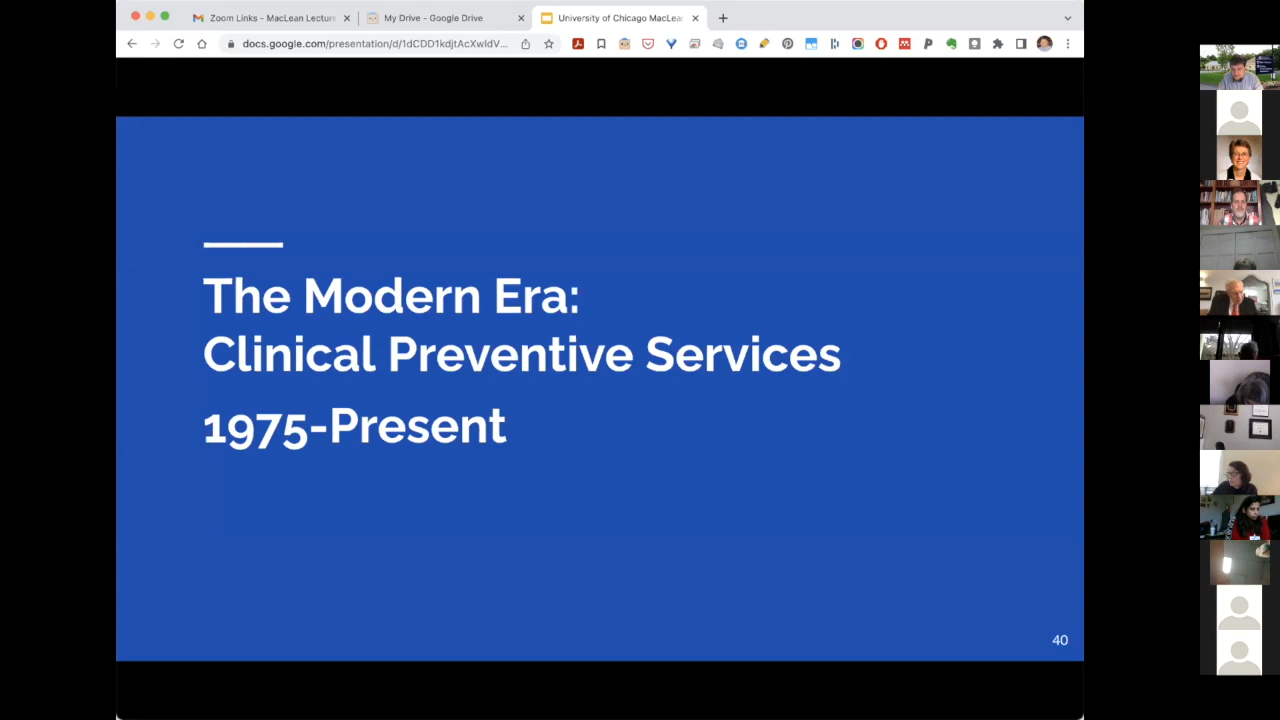 Zoom Links - MacLean Lecture
My Drive - Google Drive
University of Chicago MacLea
docs.google.com/presentation/d/1dCDD1kdjtAcXwIdV...
The Modern Era:
Clinical Preventive Services
1975-Present
40